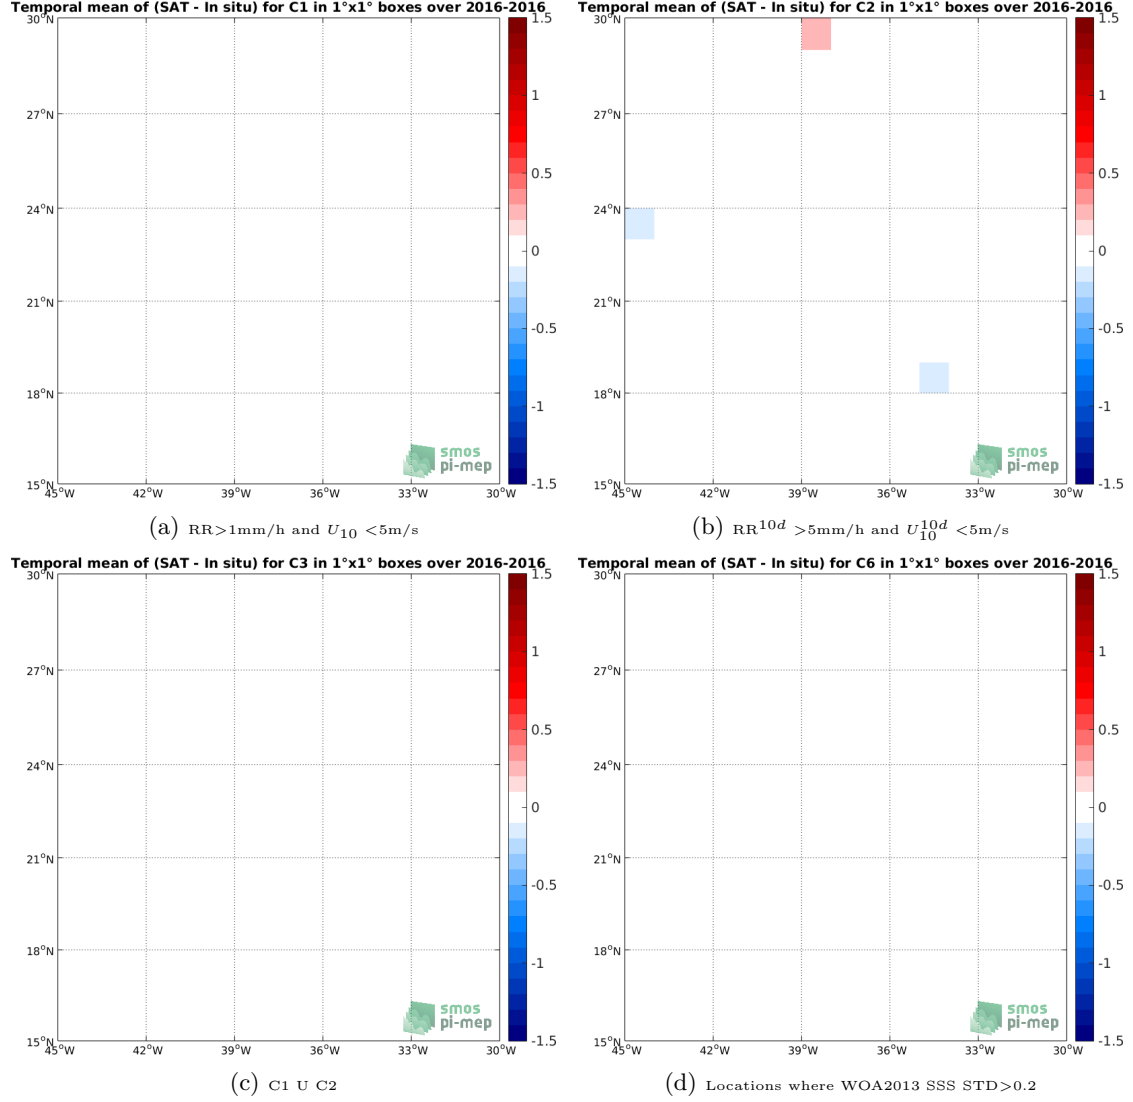 Temporal mean of (SAT - In situ) for C1 in 1°x1° boxes over 2016-2016
30°N
27°N
24°N
21°N
18°N
15°N
45°W 42°W 39°W 36°W 33°W 30°W
1.5
1
0.5
0
-0.5
-1
-1.5
smos
pi-mep
(a) RR>1mm/h and U10 <5m/s
Temporal mean of (SAT - In situ) for C2 in 1°x1° boxes over 2016-2016
30°N
27°N
24°N
21°N
18°N
15°N
45°W 42°W 39°W 36°W 33°W 30°W
1.5
1
0.5
0
-0.5
-1
-1.5
smos
pi-mep
(b) RR^10d >5mm/h and U_10^10d <5m/s
Temporal mean of (SAT - In situ) for C3 in 1°x1° boxes over 2016-2016
30°N
27°N
24°N
21°N
18°N
15°N
45°W 42°W 39°W 36°W 33°W 30°W
1.5
1
0.5
0
-0.5
-1
-1.5
smos
pi-mep
(c) C1 U C2
Temporal mean of (SAT - In situ) for C6 in 1°x1° boxes over 2016-2016
30°N
27°N
24°N
21°N
18°N
15°N
45°W 42°W 39°W 36°W 33°W 30°W
1.5
1
0.5
0
-0.5
-1
-1.5
smos
pi-mep
(d) Locations where WOA2013 SSS STD>0.2